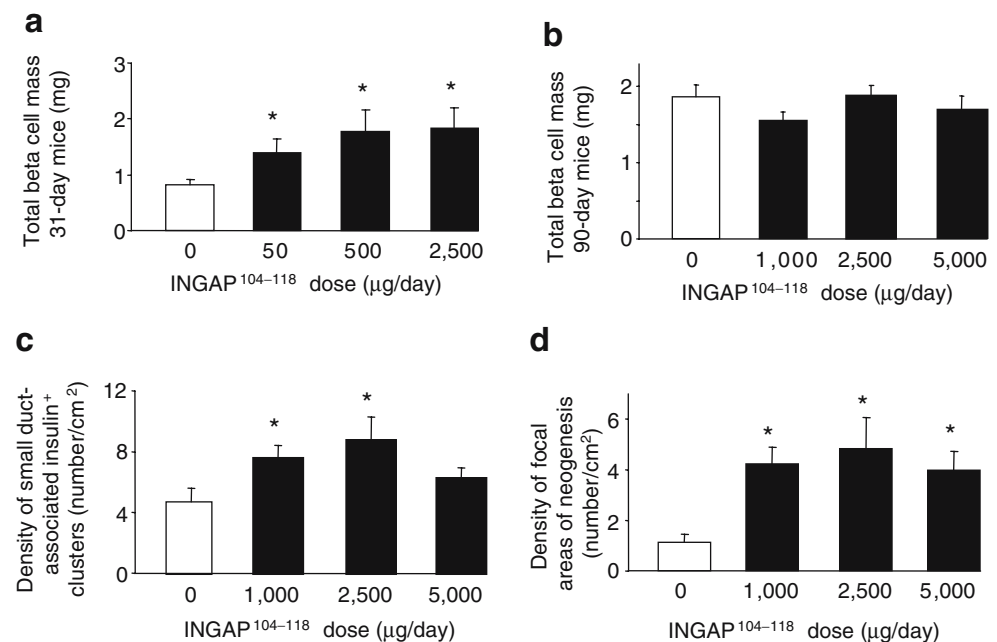 a
Total beta cell mass
31-day mice (mg)
3
2
1
0
*
*
*
0 50 500 2,500
INGAP¹⁰⁴⁻¹¹⁸ dose (µg/day)
b
Total beta cell mass
90-day mice (mg)
2
1
0
0 1,000 2,500 5,000
INGAP¹⁰⁴⁻¹¹⁸ dose (µg/day)
c
Density of small duct-
associated insulin⁺
clusters (number/cm²)
12
8
4
0
*
*
0 1,000 2,500 5,000
INGAP¹⁰⁴⁻¹¹⁸ dose (µg/day)
d
Density of focal
areas of neogenesis
(number/cm²)
6
4
2
0
*
*
*
0 1,000 2,500 5,000
INGAP¹⁰⁴⁻¹¹⁸ dose (µg/day)